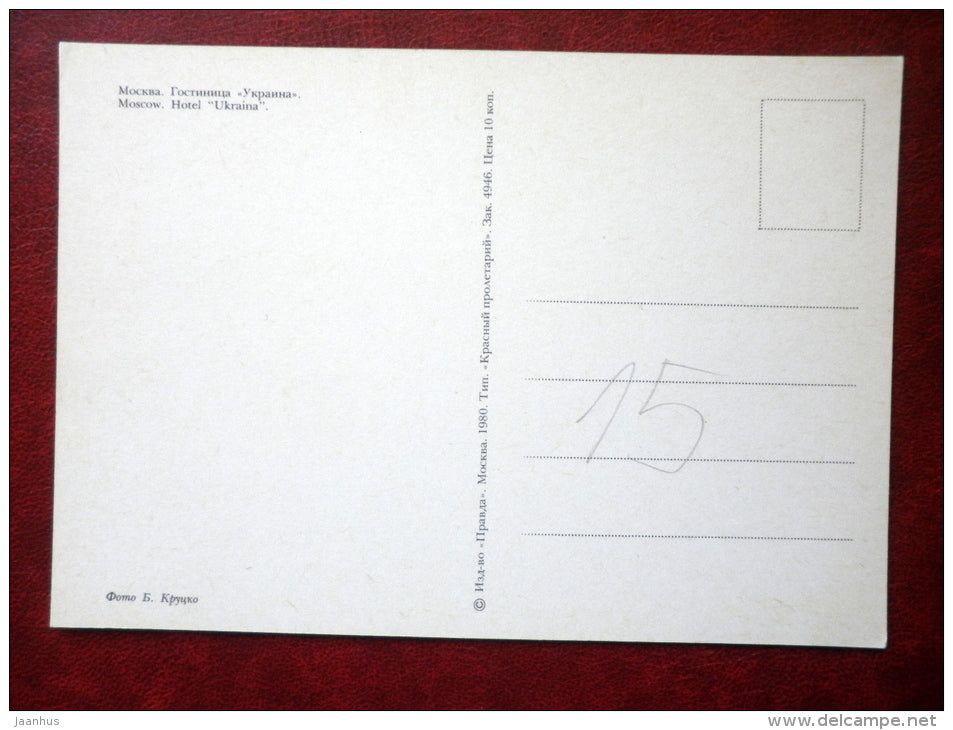 Москва. Гостиница «Украина».
Moscow. Hotel "Ukraina".
© Изд-во «Правда». Москва. 1980. Тип. «Красный пролетарий». Зак. 4946. Цена 10 коп.
15
Фото Б. Круцко
jaanhus
www.delcampe.net